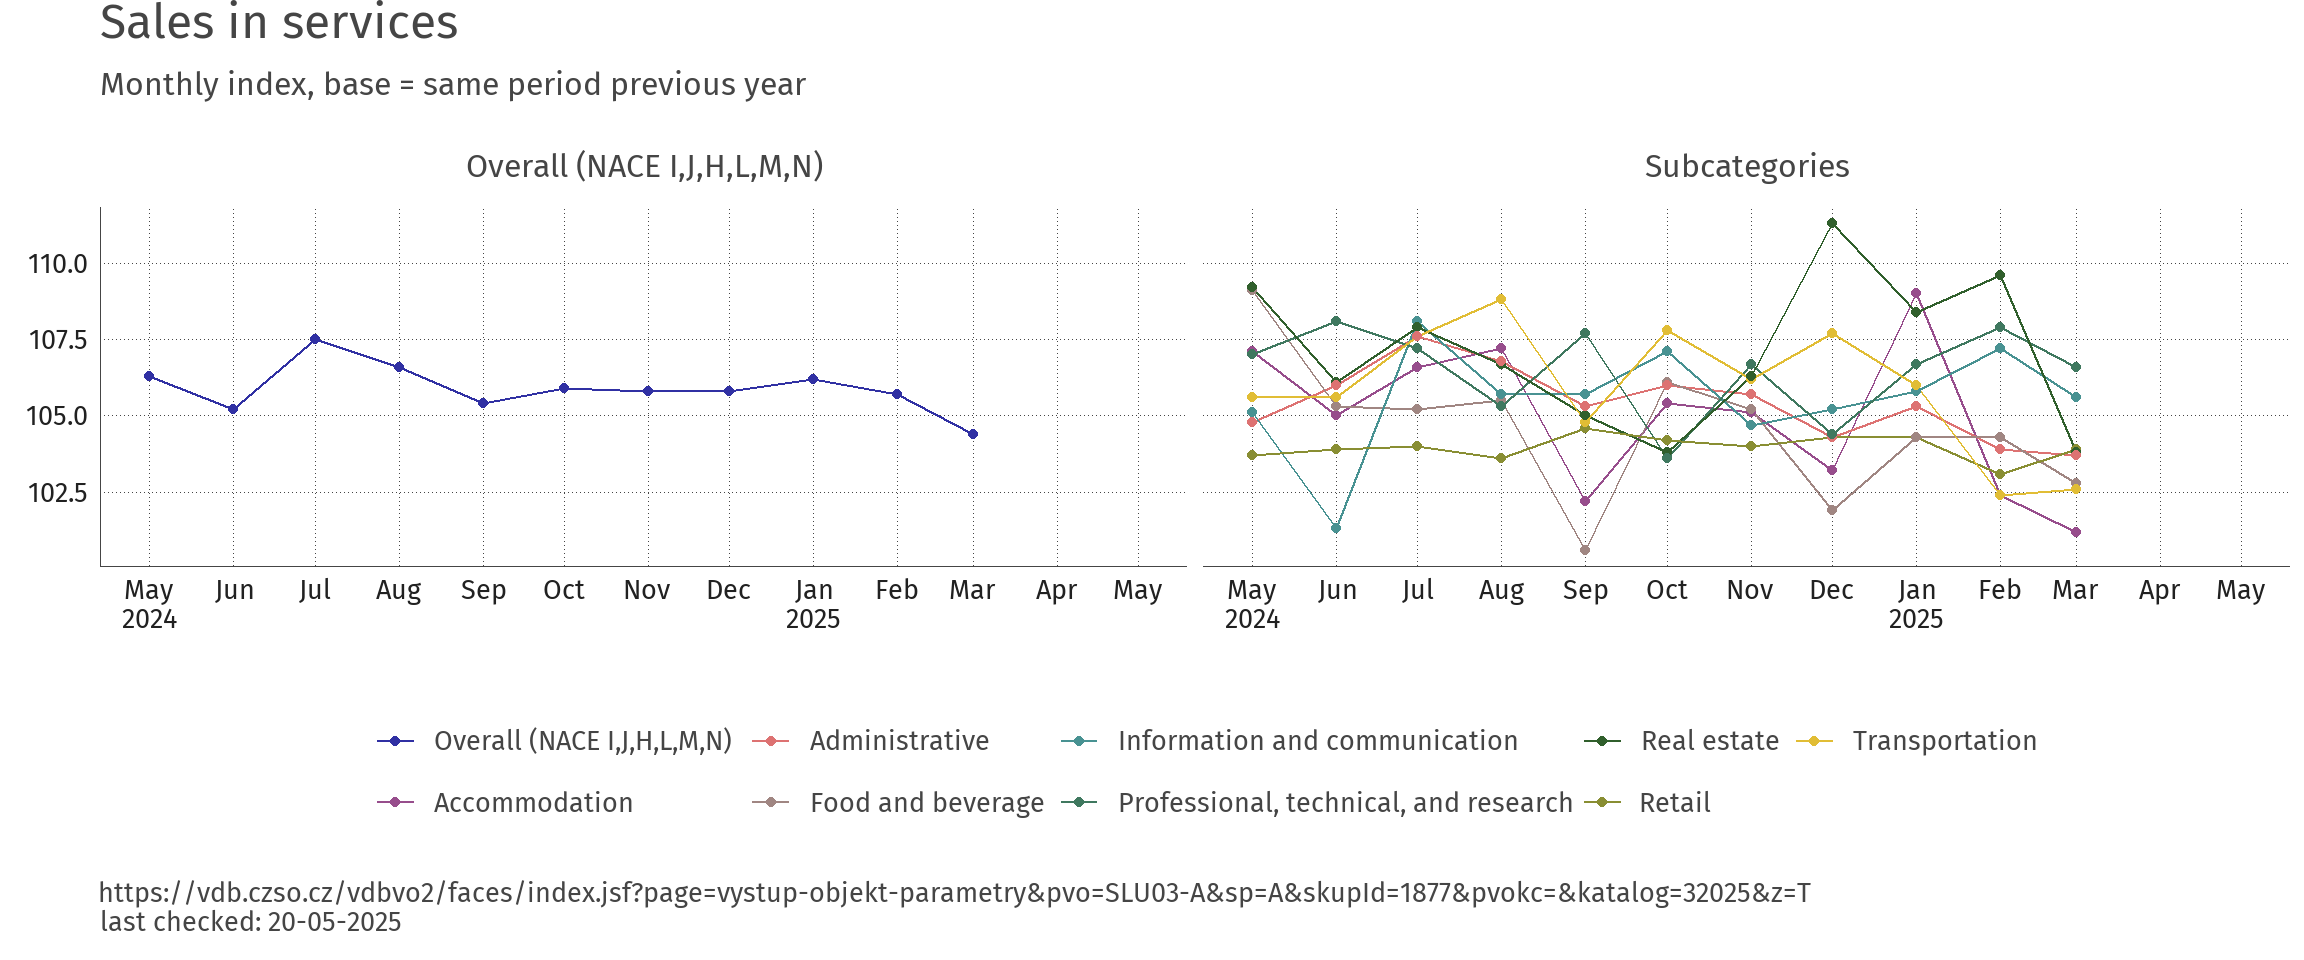 Sales in services
Monthly index, base = same period previous year
Overall (NACE I,J,H,L,M,N)
Subcategories
110.0
107.5
105.0
102.5
May Jun Jul Aug Sep Oct Nov Dec Jan Feb Mar Apr May
2024 2025
May Jun Jul Aug Sep Oct Nov Dec Jan Feb Mar Apr May
2024 2025
Overall (NACE I,J,H,L,M,N) Administrative Information and communication Real estate Transportation
Accommodation Food and beverage Professional, technical, and research Retail
https://vdb.czso.cz/vdbvo2/faces/index.jsf?page=vystup-objekt-parametry&pvo=SLU03-A&sp=A&skupId=1877&pvokc=&katalog=32025&z=T
last checked: 20-05-2025